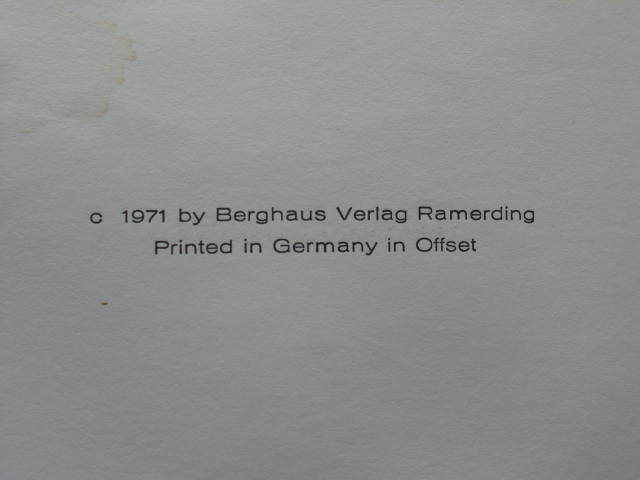 c 1971 by Berghaus Verlag Ramerding
Printed in Germany in Offset